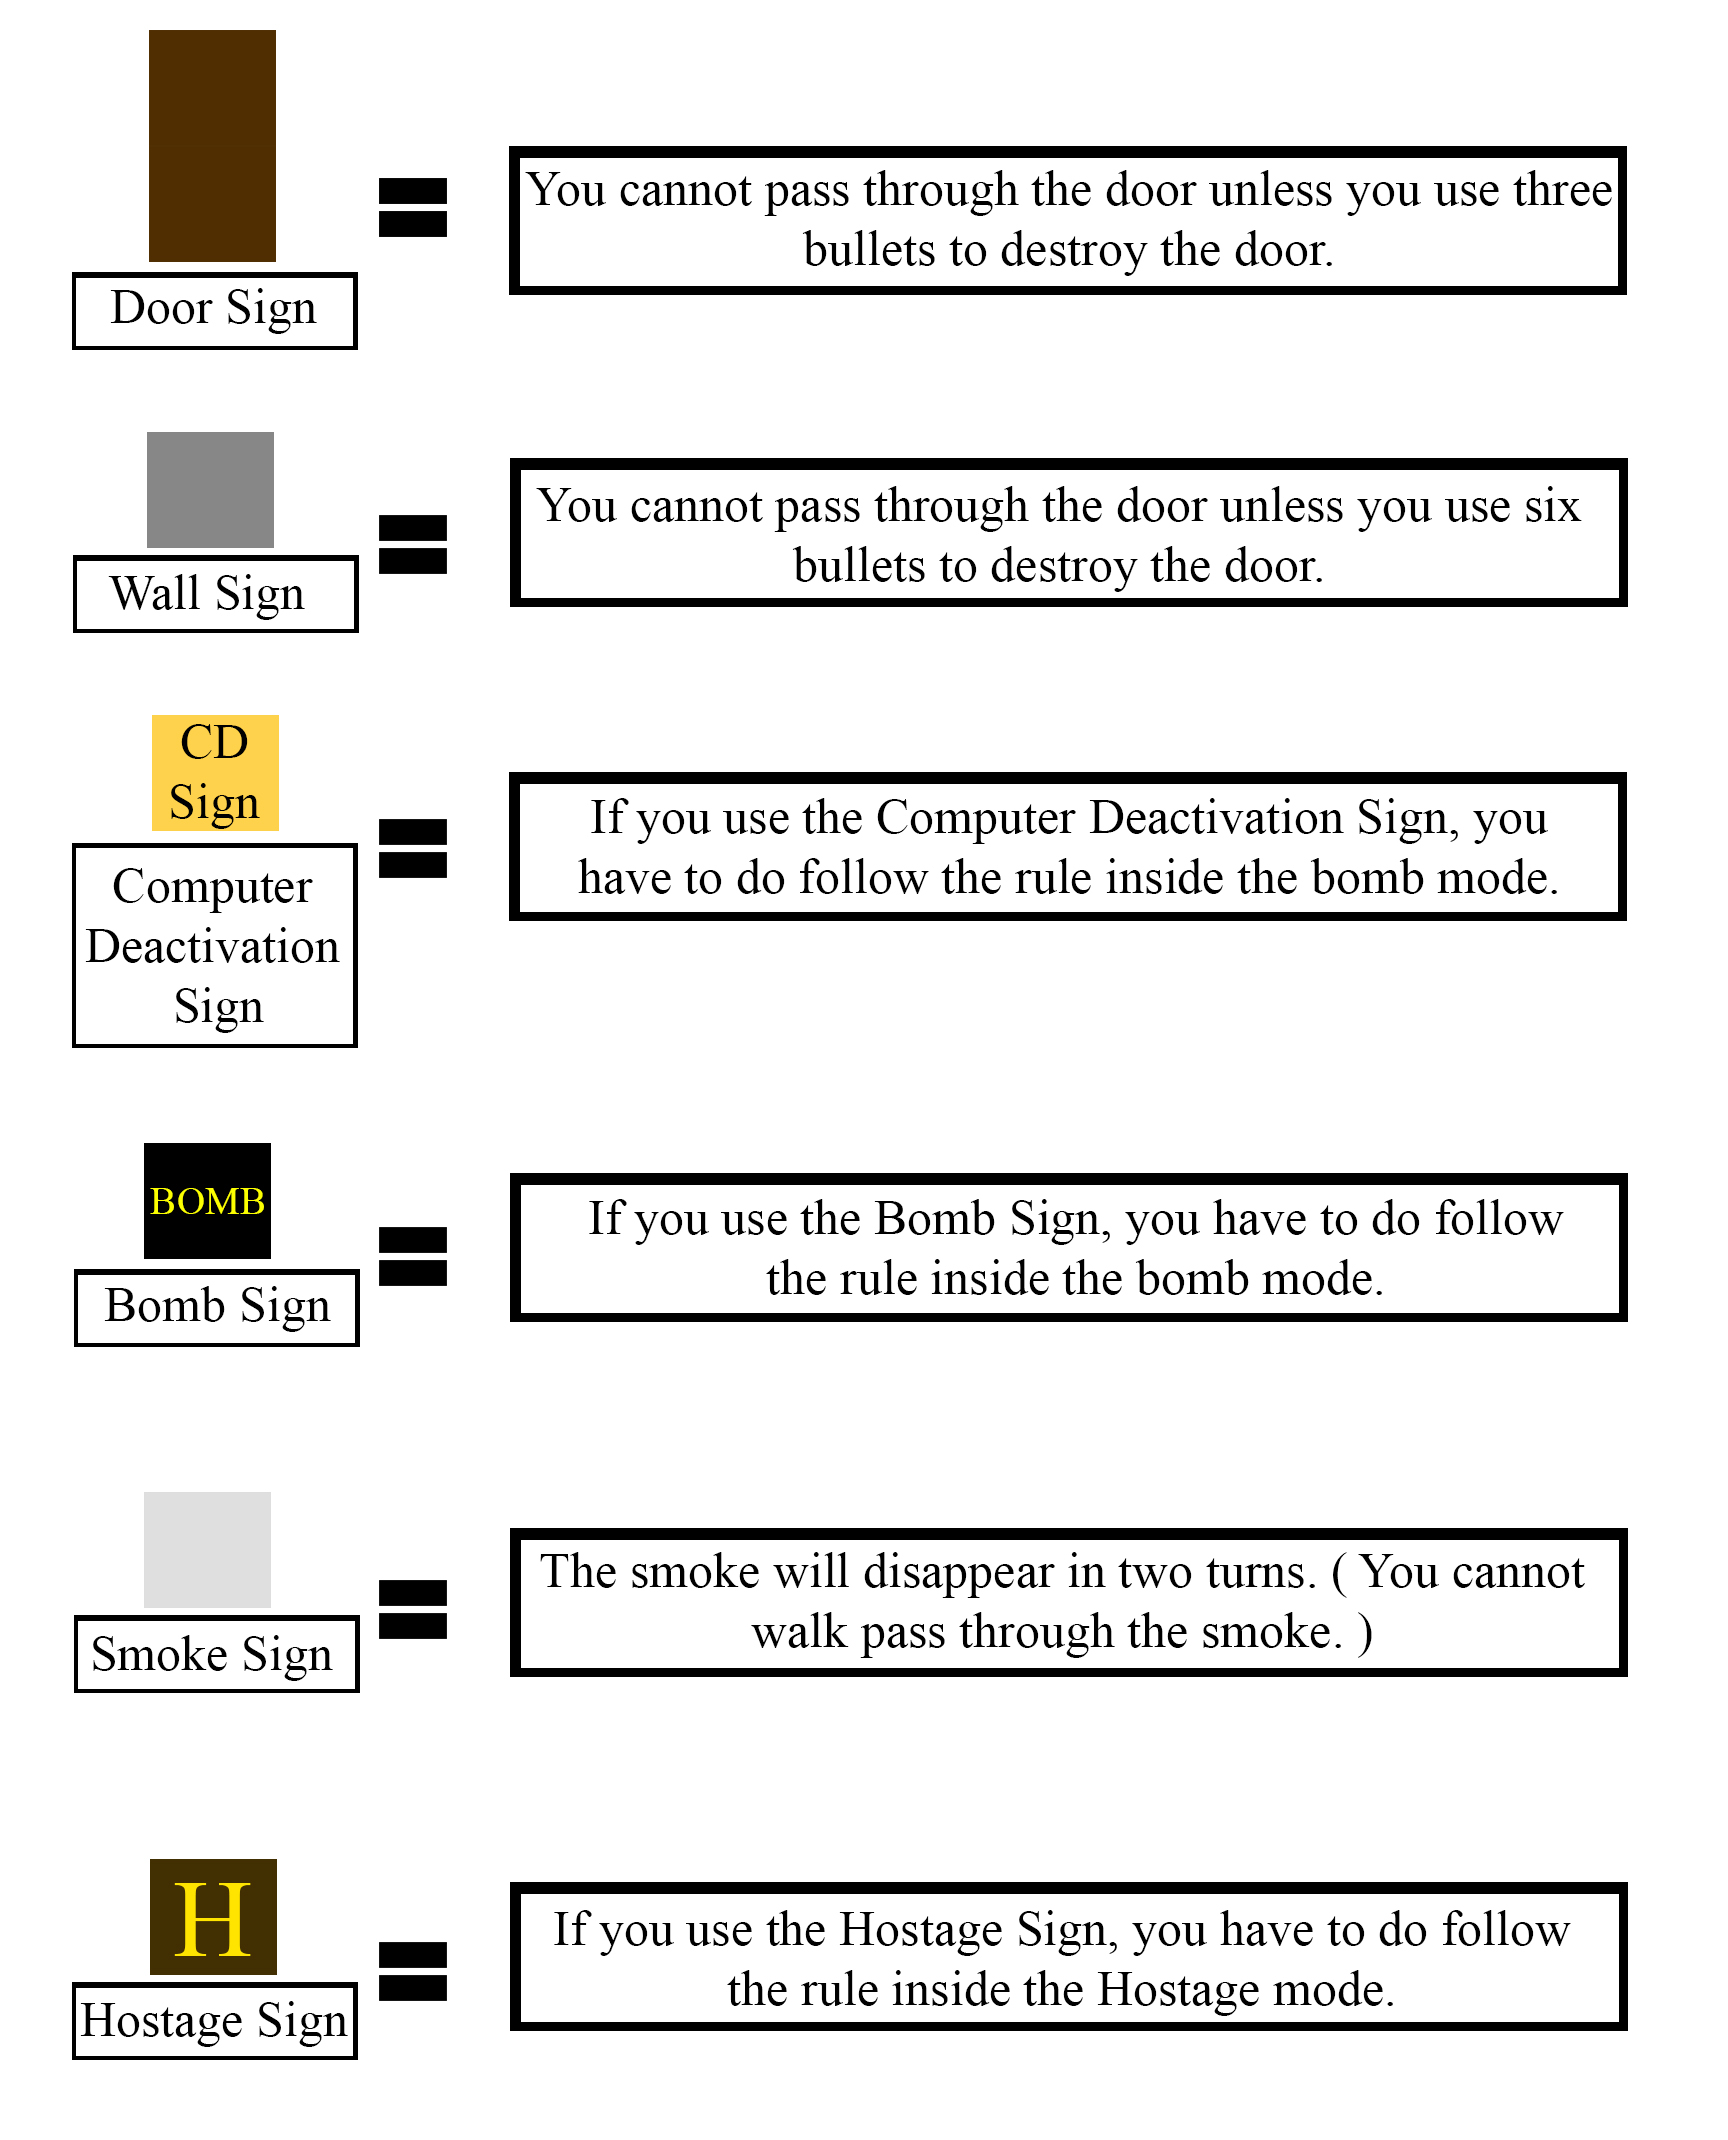 You cannot pass through the door unless you use three
bullets to destroy the door.
Door Sign
You cannot pass through the door unless you use six
bullets to destroy the door.
Wall Sign
CD
Sign
Computer
Deactivation
Sign
If you use the Computer Deactivation Sign, you
have to do follow the rule inside the bomb mode.
BOMB
Bomb Sign
If you use the Bomb Sign, you have to do follow
the rule inside the bomb mode.
Smoke Sign
The smoke will disappear in two turns. ( You cannot
walk pass through the smoke. )
H
Hostage Sign
If you use the Hostage Sign, you have to do follow
the rule inside the Hostage mode.